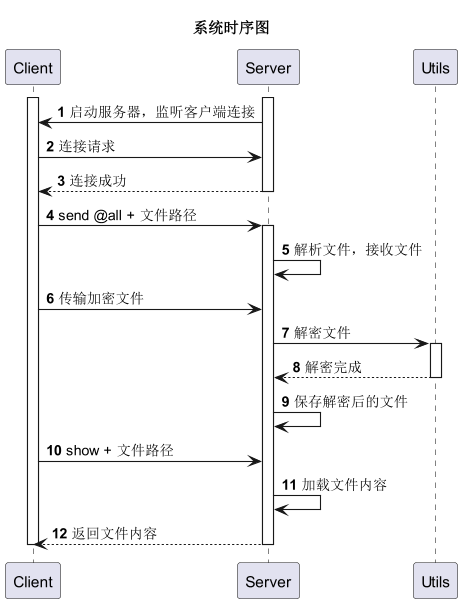 系统时序图
Client Server Utils
1 启动服务器，监听客户端连接
2 连接请求
3 连接成功
4 send @all + 文件路径
5 解析文件，接收文件
6 传输加密文件
7 解密文件
8 解密完成
9 保存解密后的文件
10 show + 文件路径
11 加载文件内容
12 返回文件内容
Client Server Utils